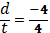 d/t = -4/4